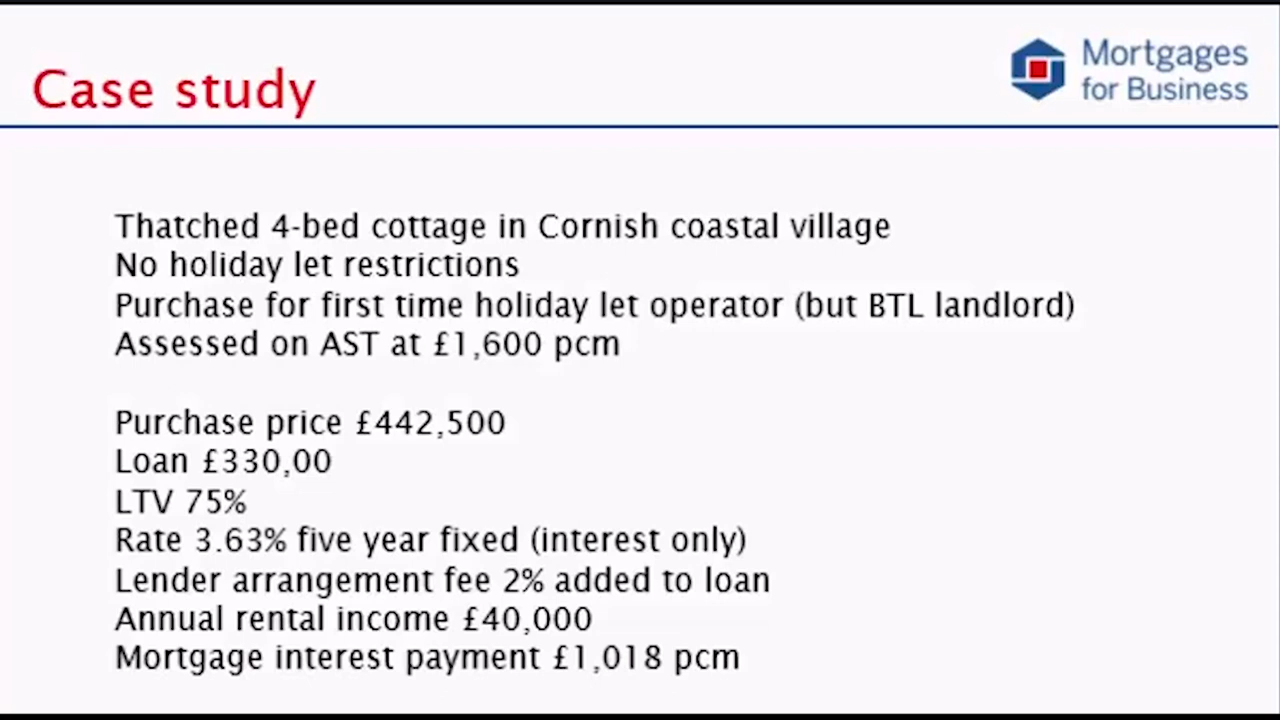 Case study
Mortgages
for Business
Thatched 4-bed cottage in Cornish coastal village
No holiday let restrictions
Purchase for first time holiday let operator (but BTL landlord)
Assessed on AST at £1,600 pcm
Purchase price £442,500
Loan £330,00
LTV 75%
Rate 3.63% five year fixed (interest only)
Lender arrangement fee 2% added to loan
Annual rental income £40,000
Mortgage interest payment £1,018 pcm